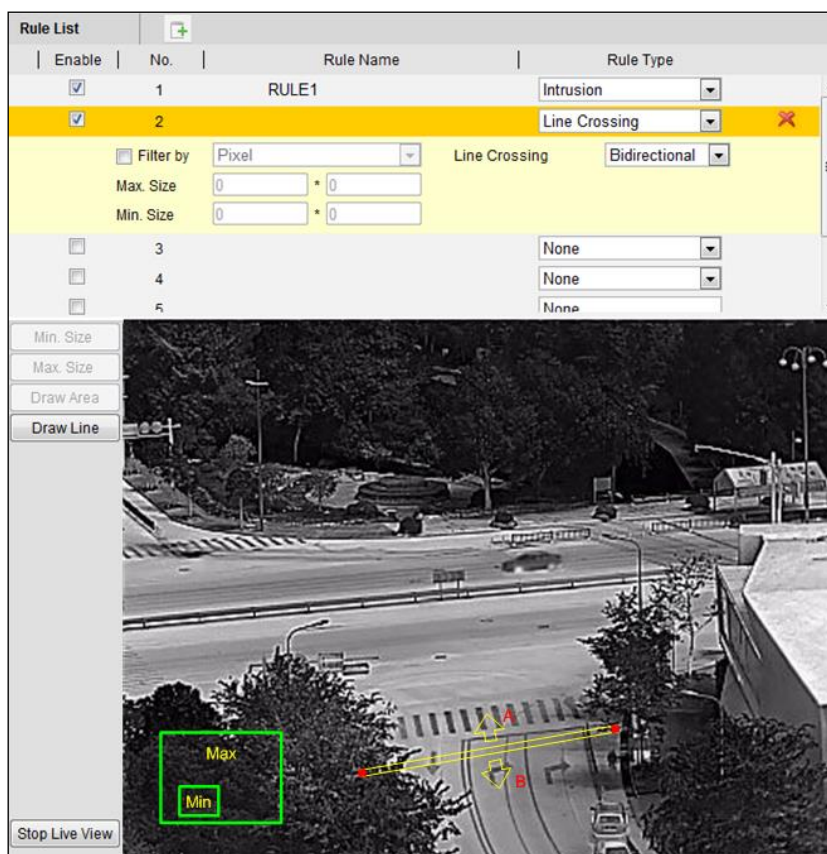 Rule List
Enable No. Rule Name Rule Type
1 RULE1 Intrusion
2 Line Crossing
Filter by Pixel Line Crossing Bidirectional
Max. Size 0 * 0
Min. Size 0 * 0
3 None
4 None
5 None
Min. Size
Max. Size
Draw Area
Draw Line
A
Max
B
Min
Stop Live View